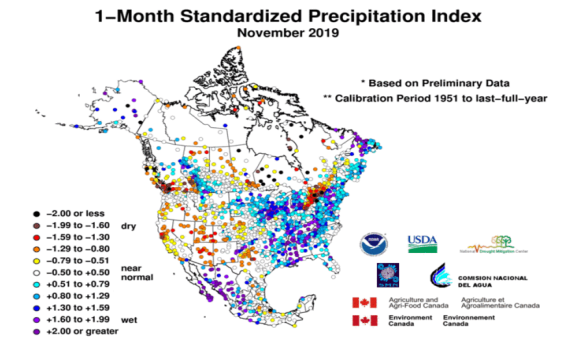 1-Month Standardized Precipitation Index
November 2019
* Based on Preliminary Data
** Calibration Period 1951 to last-full-year
-2.00 or less
-1.99 to -1.60
dry
-1.59 to -1.30
-1.29 to -0.80
-0.79 to -0.51
-0.50 to +0.50
near
normal
+0.51 to +0.79
+0.80 to +1.29
+1.30 to +1.59
+1.60 to +1.99
wet
+2.00 or greater
USDA
National Drought Mitigation Center
COMISION NACIONAL
DEL AGUA
Agriculture and
Agri-Food Canada
Agriculture et
Agroalimentaire Canada
Environment
Canada
Environnement
Canada